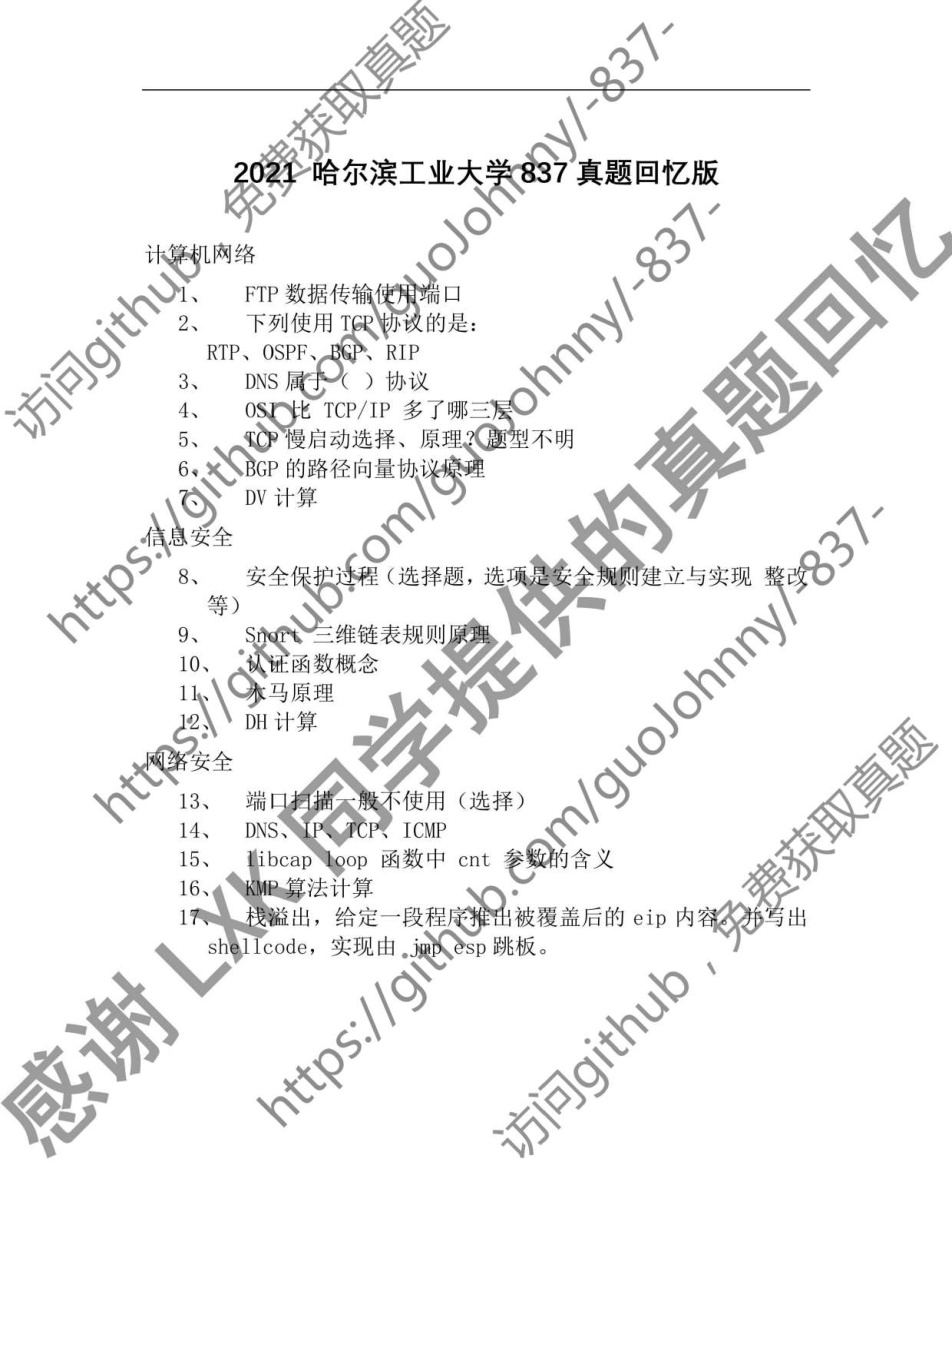 2021 哈尔滨工业大学 837 真题回忆版
计算机网络
1、 FTP 数据传输使用端口
2、 下列使用 TCP 协议的是：
RTP、OSPF、BGP、RIP
3、 DNS 属于（ ）协议
4、 OSI 比 TCP/IP 多了哪三层
5、 TCP 慢启动选择、原理？题型不明
6、 BGP 的路径向量协议原理
7、 DV 计算
信息安全
8、 安全保护过程（选择题，选项是安全规则建立与实现 整改
等）
9、 Snort 三维链表规则原理
10、 认证函数概念
11、 木马原理
12、 DH 计算
网络安全
13、 端口扫描一般不使用（选择）
14、 DNS、IP、TCP、ICMP
15、 libcap loop 函数中 cnt 参数的含义
16、 KMP 算法计算
17、 栈溢出，给定一段程序推出被覆盖后的 eip 内容。并写出
shellcode，实现由 jmp esp 跳板。
访问github，免费获取真题
https://github.com/guoJohnny/-837-
https://github.com/guoJohnny/-837-
感谢 LXK 同学提供的真题回忆
https://github.com/guoJohnny/-837-
访问github，免费获取真题